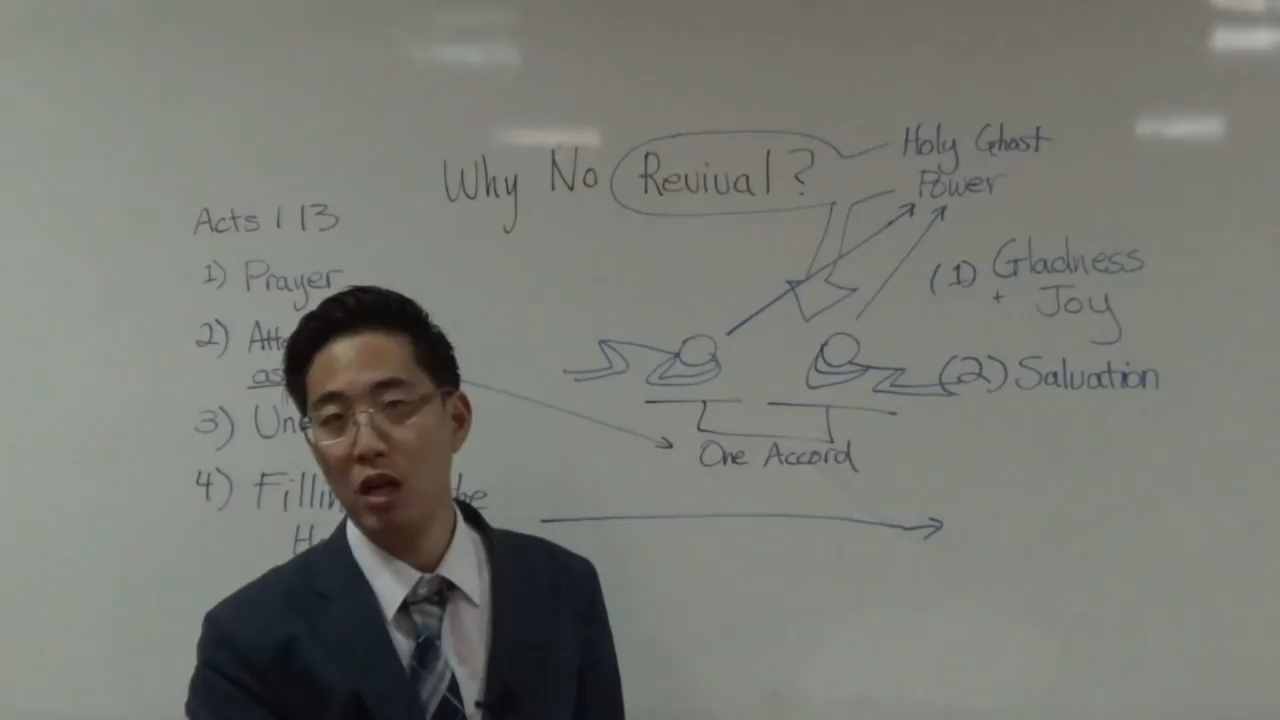 Why No Revival?
Holy Ghost
Power
Acts 1 13
1) Prayer
2)
3)
4)
(1) Gladness
+ Joy
(2) Salvation
One Accord